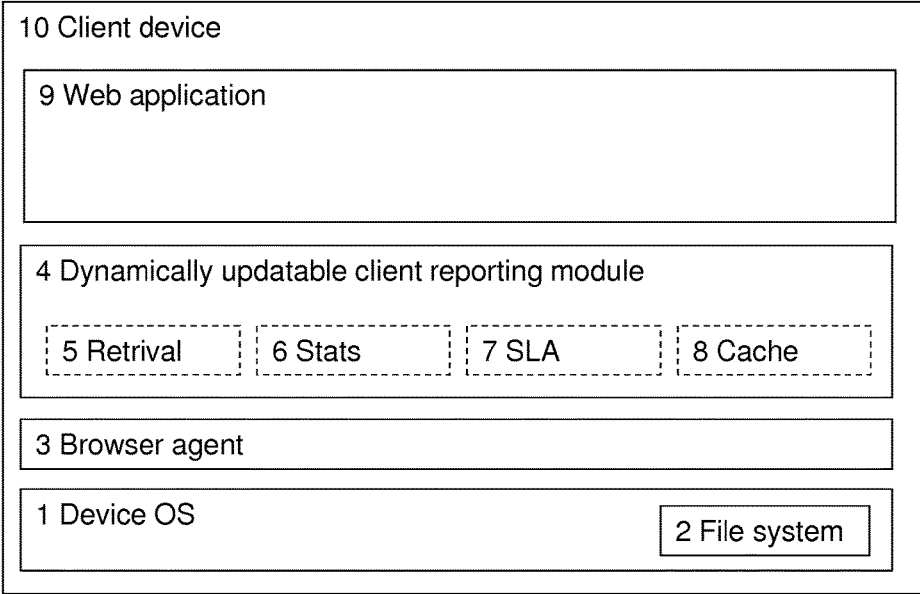 10 Client device
9 Web application
4 Dynamically updatable client reporting module
5 Retrival
6 Stats
7 SLA
8 Cache
3 Browser agent
1 Device OS
2 File system